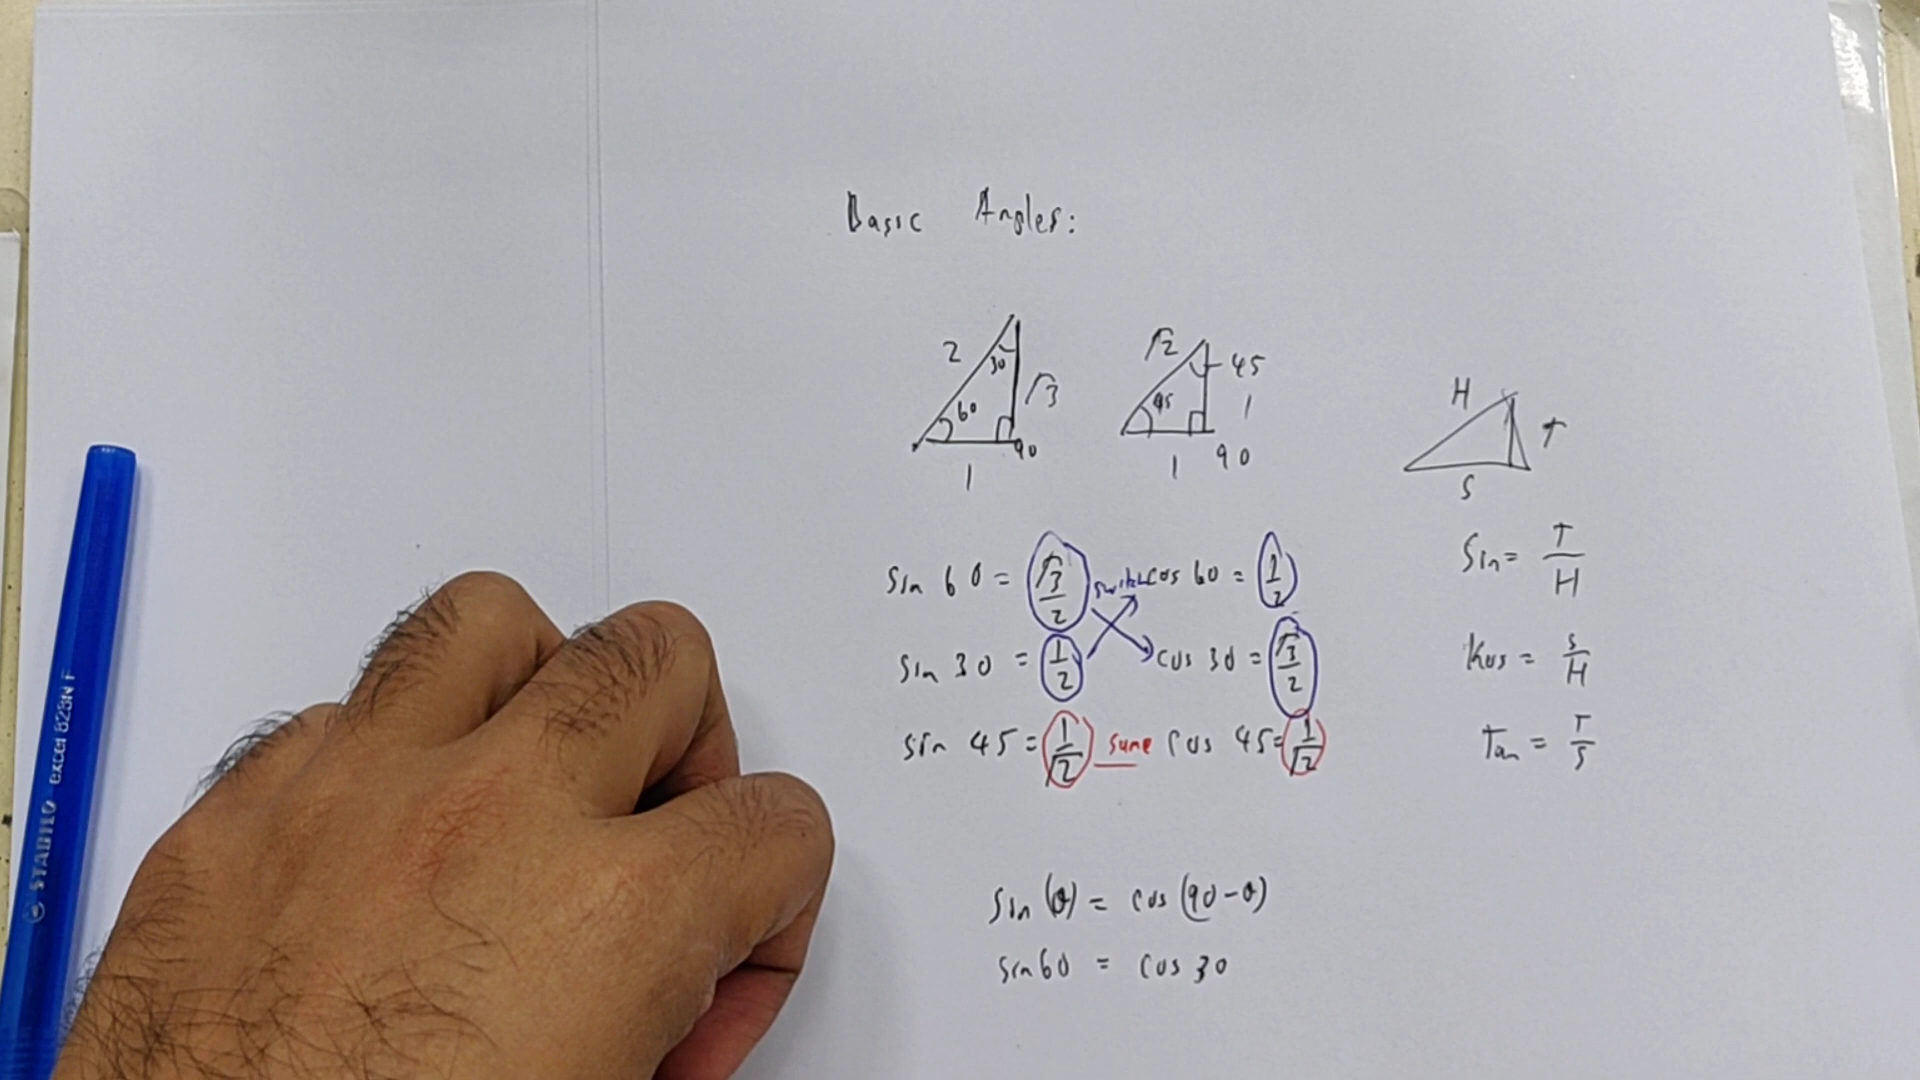 Basic Angles:
2
30
60
√3
90
1
√2
45
45
1
1
90
H
T
S
sin 60 = √3/2 switch cos 60 = 1/2
sin 30 = 1/2 cos 30 = √3/2
sin 45 = 1/√2 same cos 45 = 1/√2
Sin = T/H
Kos = S/H
Tan = T/S
sin (θ) = cos (90-θ)
sin 60 = cos 30
STABILO excel 828N F